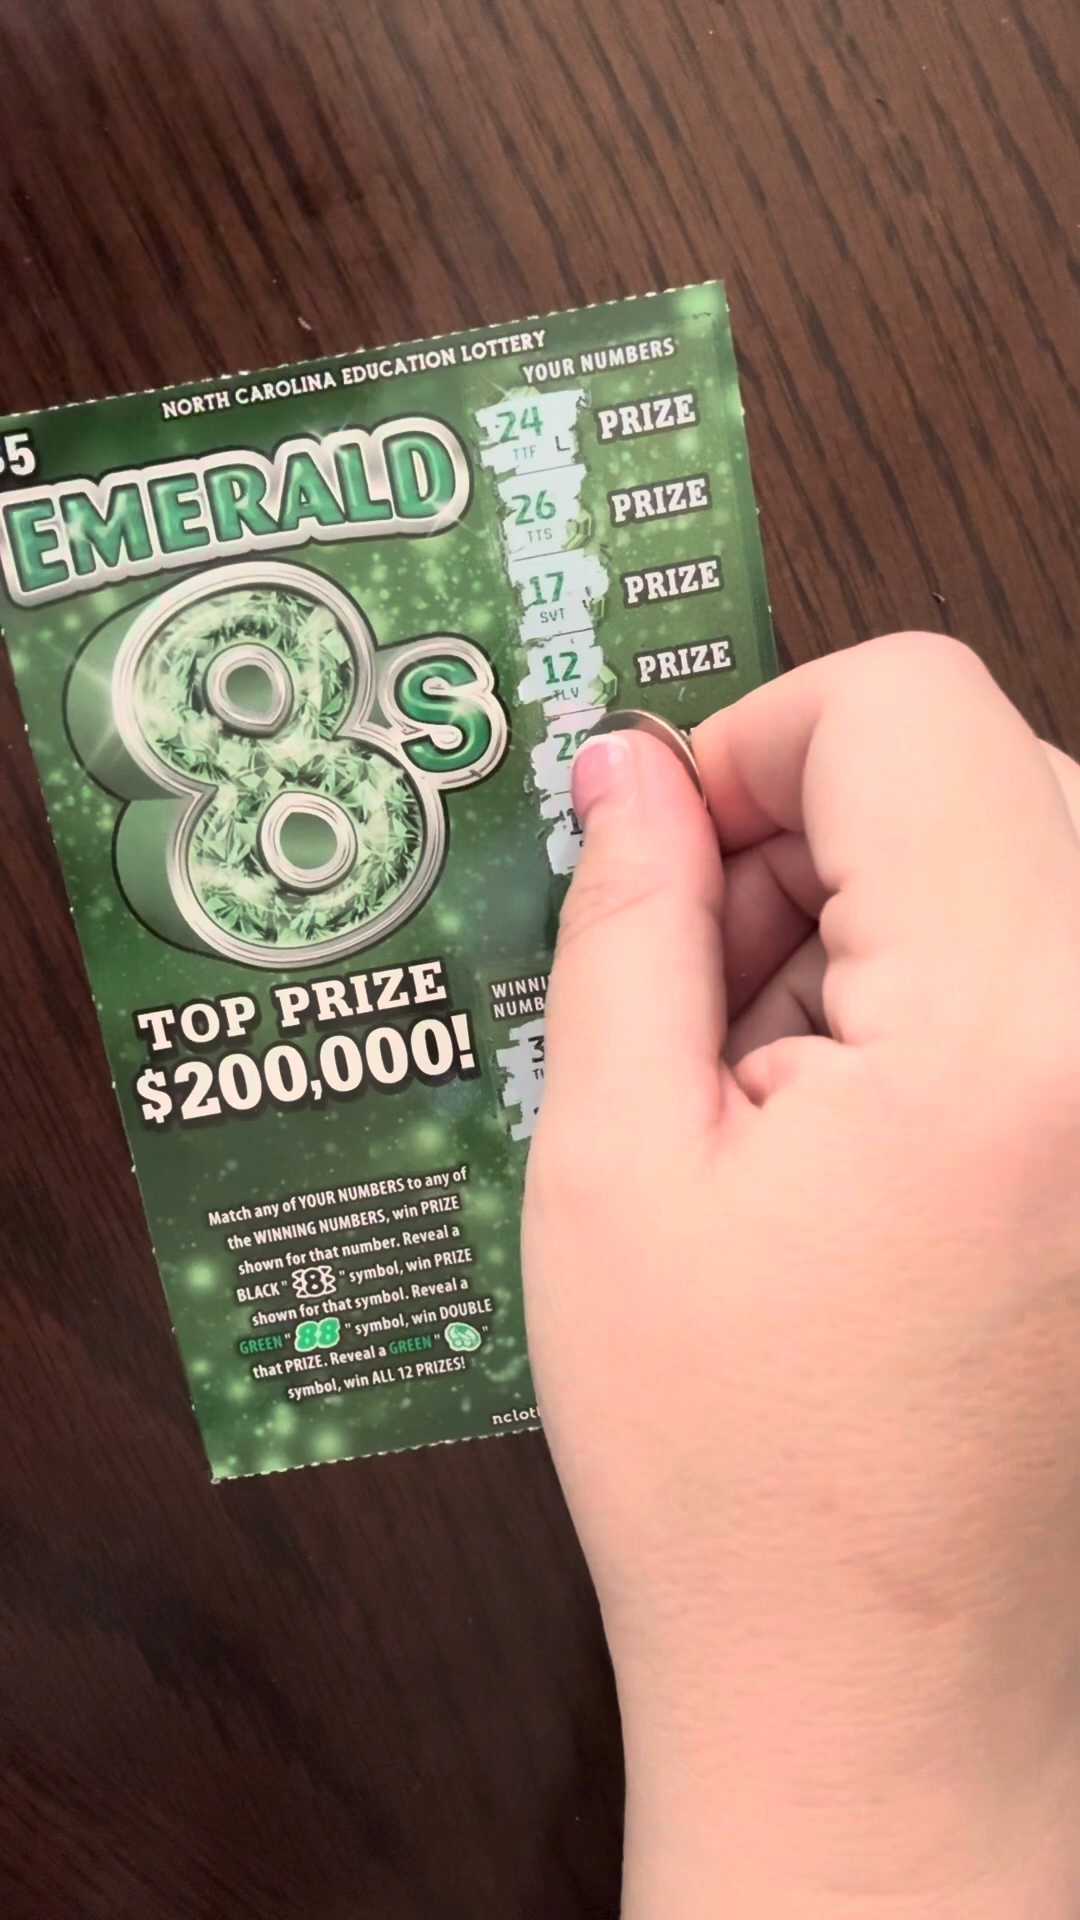 NORTH CAROLINA EDUCATION LOTTERY
EMERALD
8s
TOP PRIZE
$200,000!
Match any of YOUR NUMBERS to any of
the WINNING NUMBERS, win PRIZE
shown for that number. Reveal a
BLACK " 8 " symbol, win PRIZE
shown for that symbol. Reveal a
GREEN " 88 " symbol, win DOUBLE
that PRIZE. Reveal a GREEN " "
symbol, win ALL 12 PRIZES!
YOUR NUMBERS
24 PRIZE
TTF L
26 PRIZE
TTS
17 PRIZE
SVT
12 PRIZE
TLV